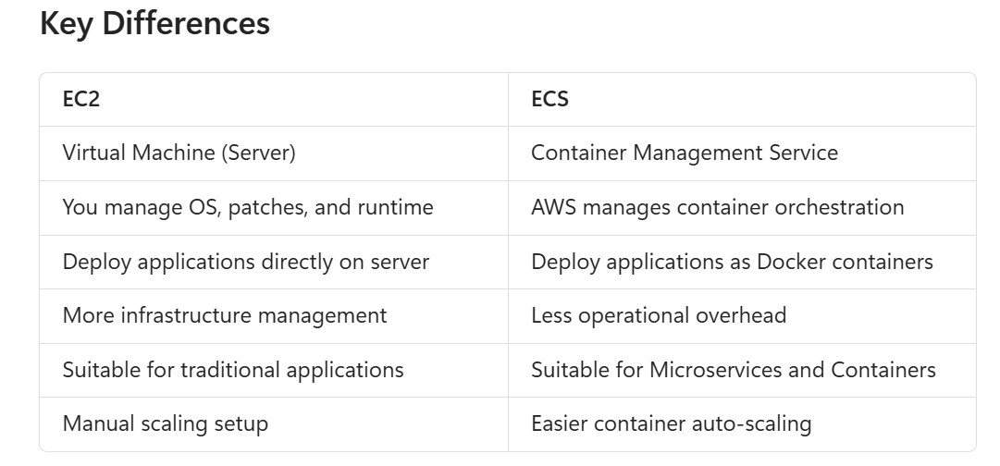 Key Differences
EC2 ECS
Virtual Machine (Server) Container Management Service
You manage OS, patches, and runtime AWS manages container orchestration
Deploy applications directly on server Deploy applications as Docker containers
More infrastructure management Less operational overhead
Suitable for traditional applications Suitable for Microservices and Containers
Manual scaling setup Easier container auto-scaling